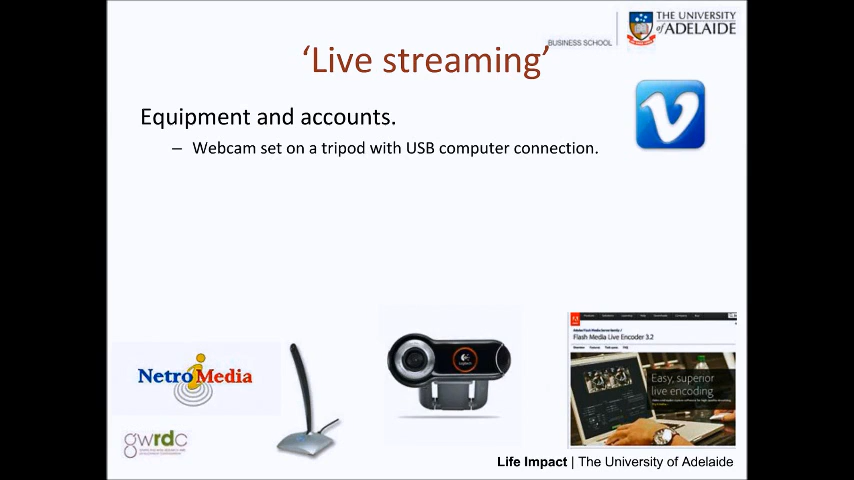 THE UNIVERSITY
of ADELAIDE
BUSINESS SCHOOL
‘Live streaming’
Equipment and accounts.
– Webcam set on a tripod with USB computer connection.
Flash Media Live Encoder 3.2
NetroMedia
Easy, superior
live encoding
gwrdc
Life Impact | The University of Adelaide